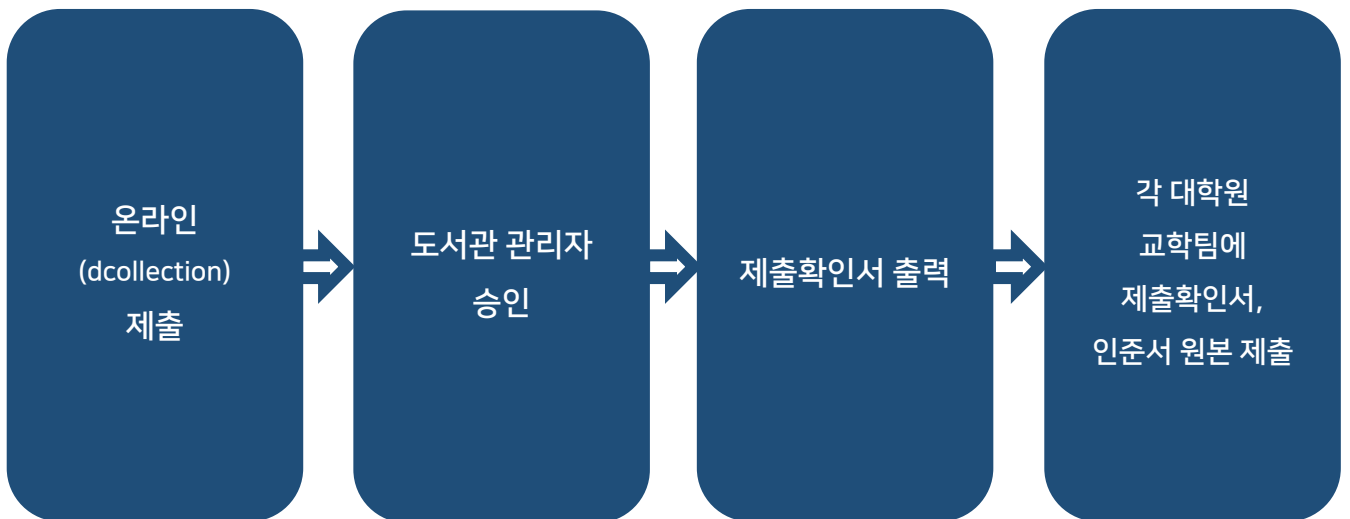 온라인
(dcollection)
제출
도서관 관리자
승인
제출확인서 출력
각 대학원
교학팀에
제출확인서,
인준서 원본 제출